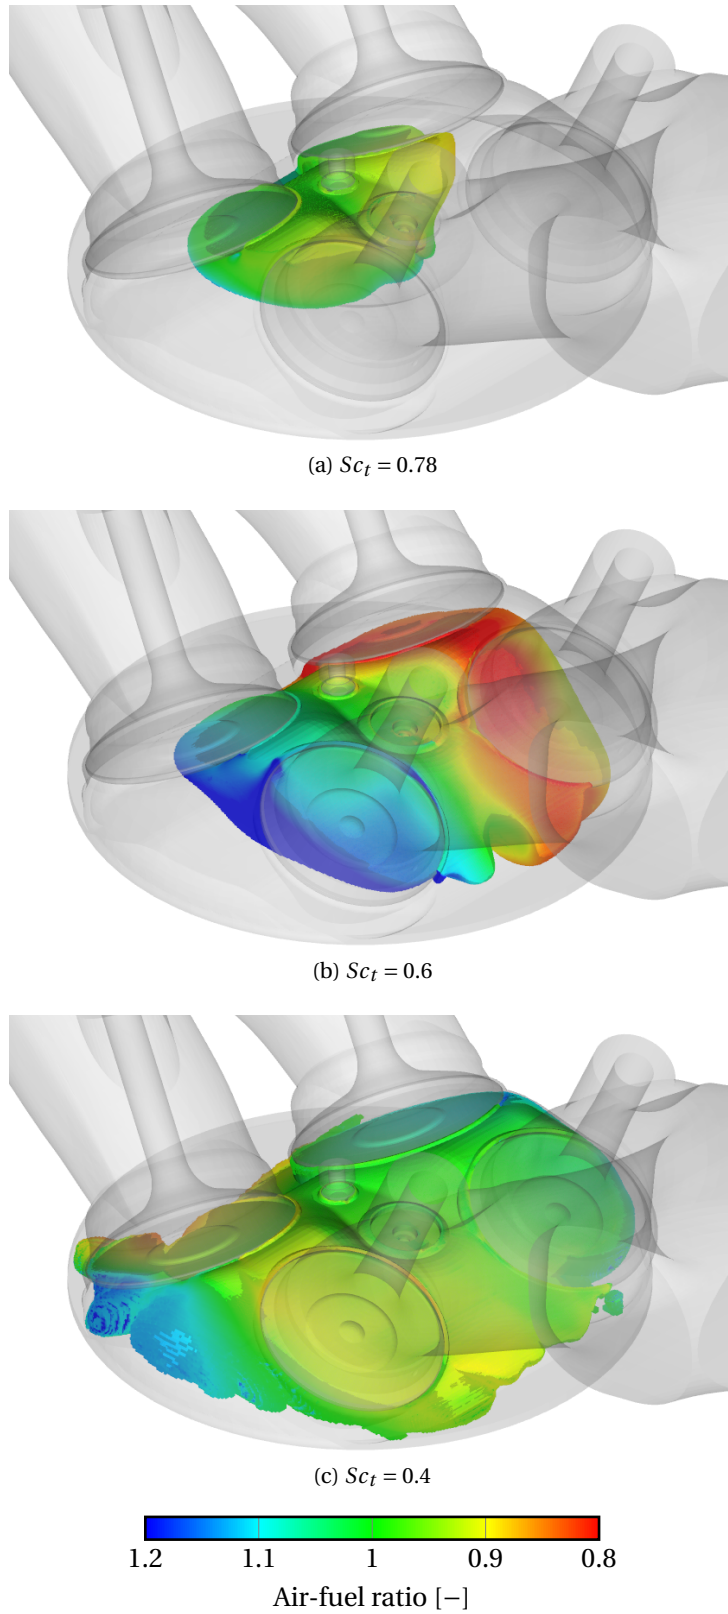 (a) Sc_t = 0.78
(b) Sc_t = 0.6
(c) Sc_t = 0.4
1.2 1.1 1 0.9 0.8
Air-fuel ratio [−]